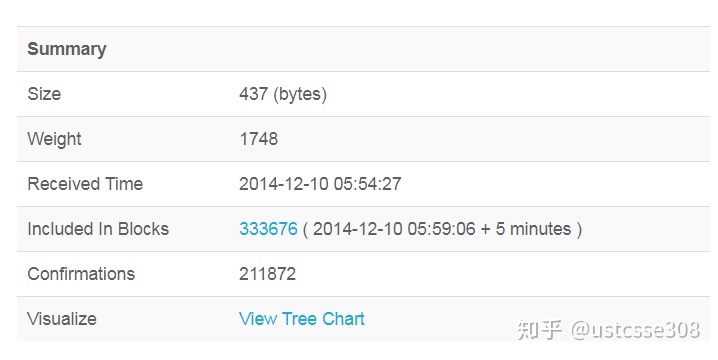 Summary
Size 437 (bytes)
Weight 1748
Received Time 2014-12-10 05:54:27
Included In Blocks 333676 ( 2014-12-10 05:59:06 + 5 minutes )
Confirmations 211872
Visualize View Tree Chart
知乎 @ustcsse308